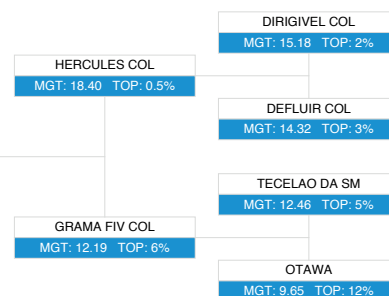 DIRIGIVEL COL
MGT: 15.18 TOP: 2%
HERCULES COL
MGT: 18.40 TOP: 0.5%
DEFLUIR COL
MGT: 14.32 TOP: 3%
TECELAO DA SM
MGT: 12.46 TOP: 5%
GRAMA FIV COL
MGT: 12.19 TOP: 6%
OTAWA
MGT: 9.65 TOP: 12%